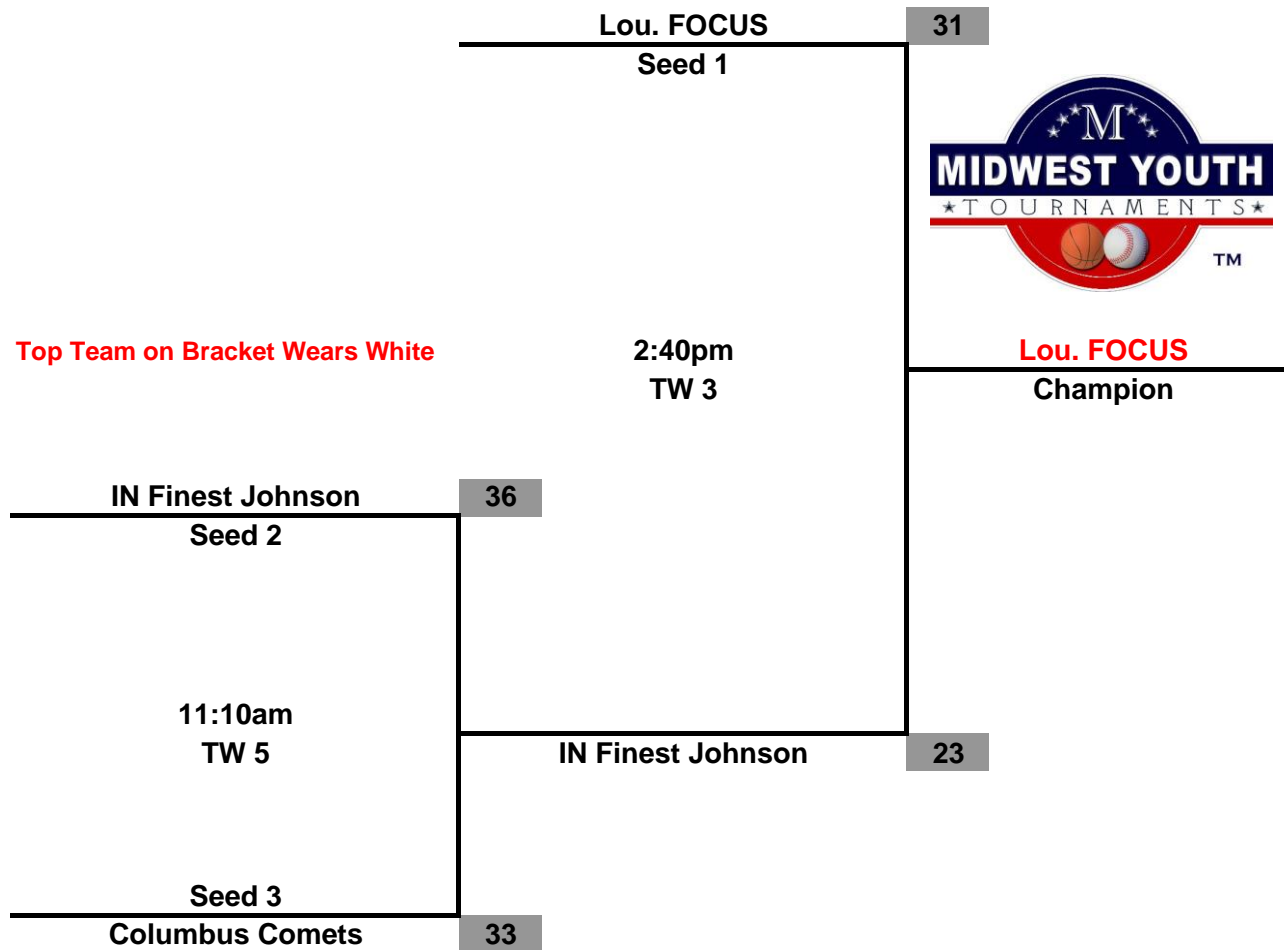 Lou. FOCUS 31
Seed 1
M
MIDWEST YOUTH
TOURNAMENTS
TM
Top Team on Bracket Wears White 2:40pm Lou. FOCUS
TW 3 Champion
IN Finest Johnson 36
Seed 2
11:10am
TW 5 IN Finest Johnson 23
Seed 3
Columbus Comets 33